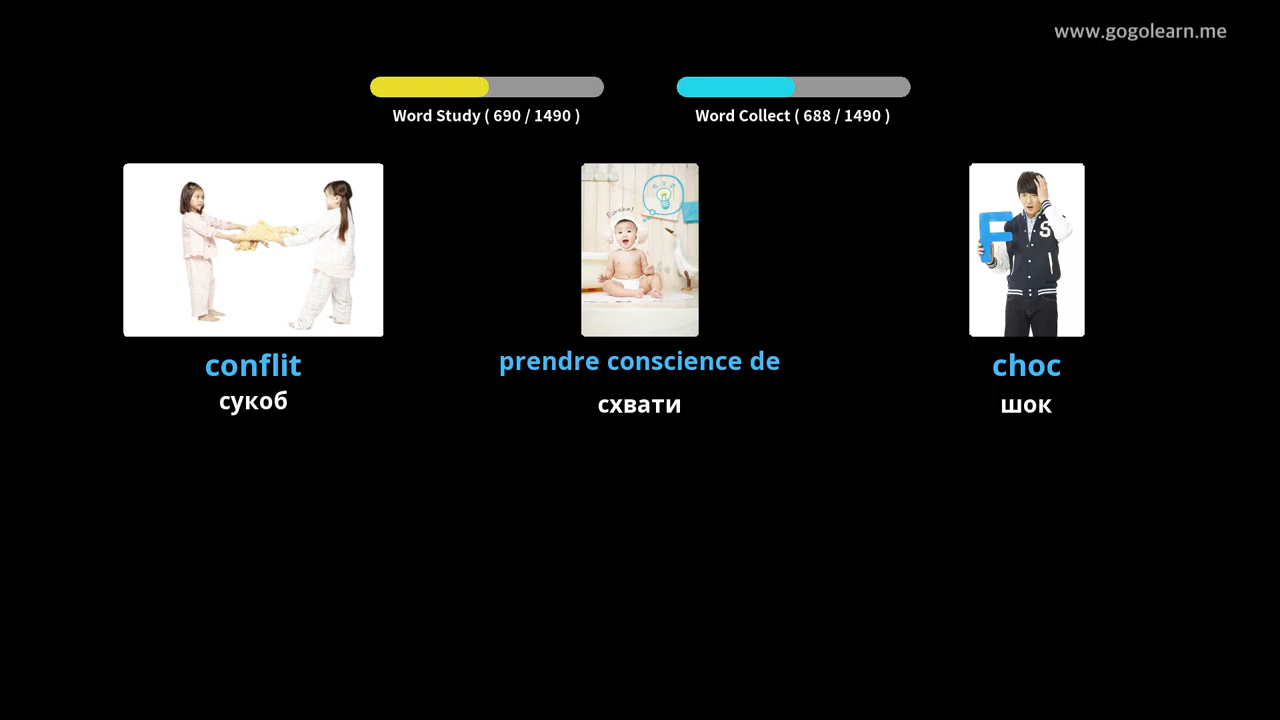 www.gogolearn.me
Word Study ( 690 / 1490 )
Word Collect ( 688 / 1490 )
Eureka!
F
S
conflit
prendre conscience de
choc
сукоб
схвати
шок